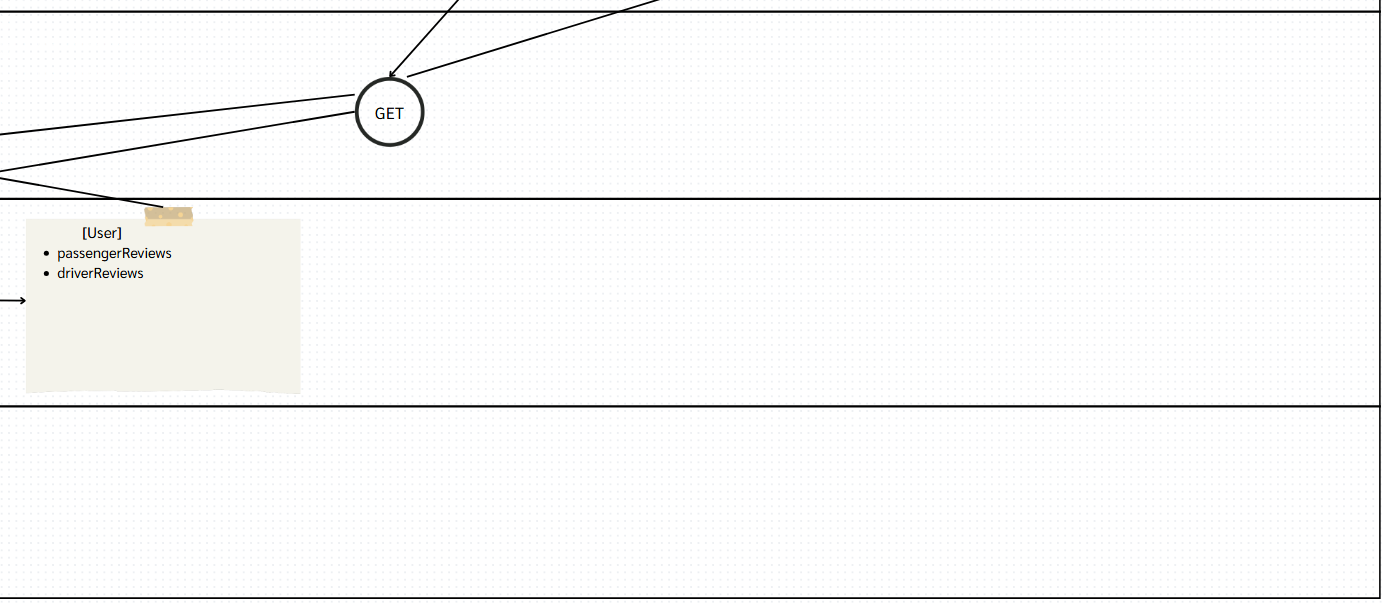 GET
[User]
• passengerReviews
• driverReviews